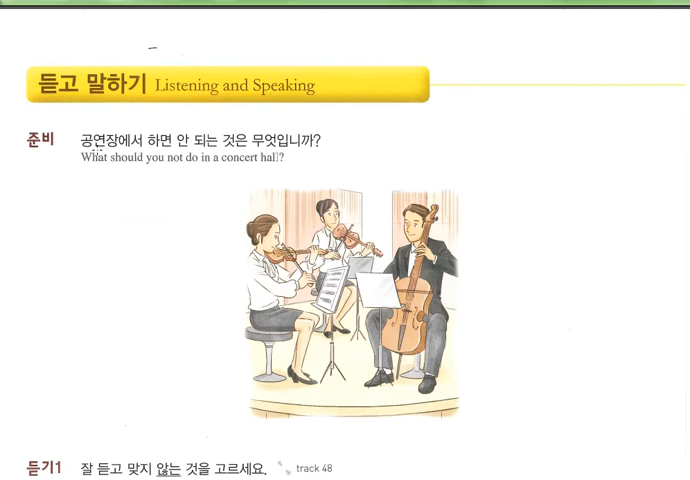 듣고 말하기 Listening and Speaking
준비 공연장에서 하면 안 되는 것은 무엇입니까?
What should you not do in a concert hall?
듣기1 잘 듣고 맞지 않는 것을 고르세요. track 48